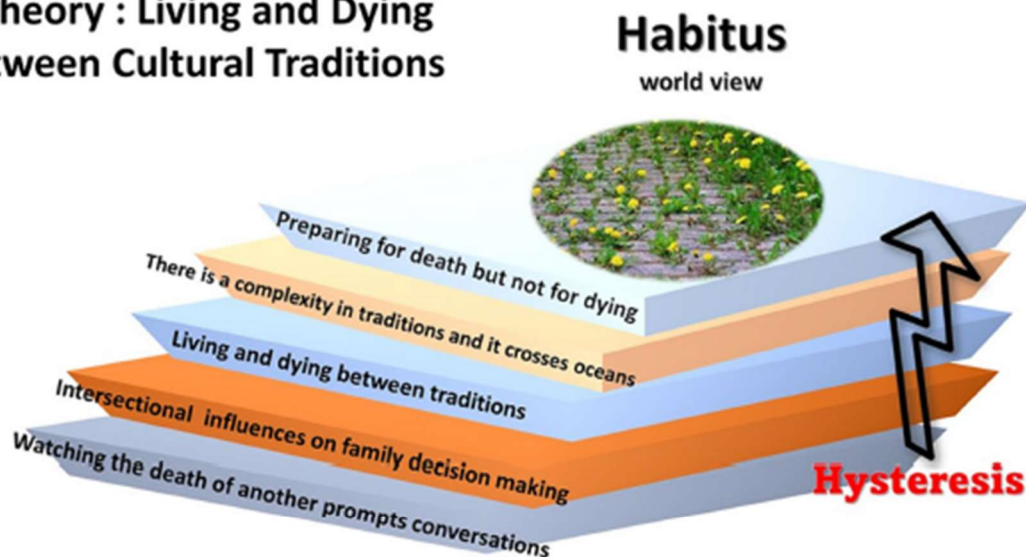 heory : Living and Dying
tween Cultural Traditions
Habitus
world view
Preparing for death but not for dying
There is a complexity in traditions and it crosses oceans
Living and dying between traditions
Intersectional influences on family decision making
Watching the death of another prompts conversations
Hysteresis